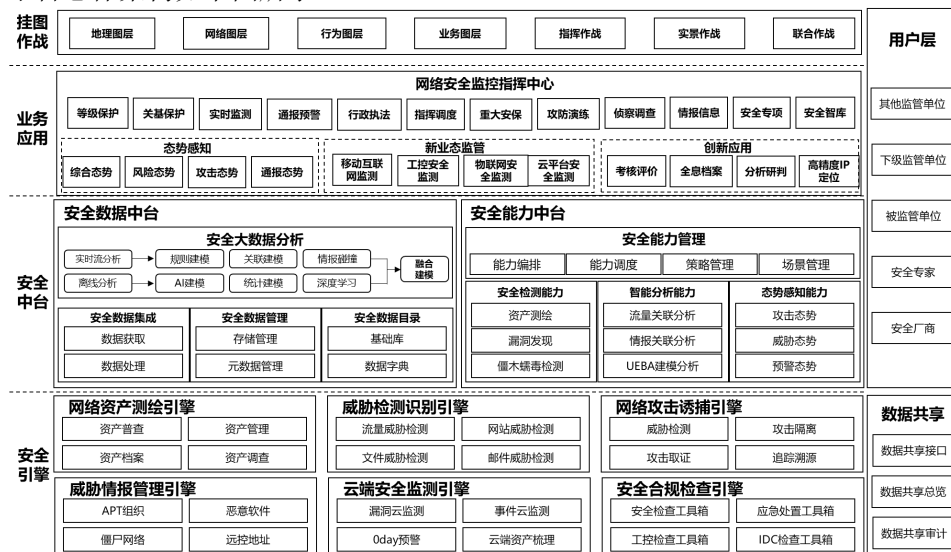 挂图
作战
地理图层
网络图层
行为图层
业务图层
指挥作战
实景作战
联合作战
用户层
其他监管单位
下级监管单位
被监管单位
安全专家
安全厂商
业务
应用
网络安全监控指挥中心
等级保护
关基保护
实时监测
通报预警
行政执法
指挥调度
重大安保
攻防演练
侦察调查
情报信息
安全专项
安全智库
态势感知
综合态势
风险态势
攻击态势
通报态势
新业态监管
移动互联
网监测
工控安全
监测
物联网安
全监测
云平台安
全监测
创新应用
考核评价
全息档案
分析研判
高精度IP
定位
安全
中台
安全数据中台
安全大数据分析
实时流分析
规则建模
关联建模
情报碰撞
离线分析
AI建模
统计建模
深度学习
融合
建模
安全数据集成
数据获取
数据处理
安全数据管理
存储管理
元数据管理
安全数据目录
基础库
数据字典
安全能力中台
安全能力管理
能力编排
能力调度
策略管理
场景管理
安全检测能力
资产测绘
漏洞发现
僵木蠕毒检测
智能分析能力
流量关联分析
情报关联分析
UEBA建模分析
态势感知能力
攻击态势
威胁态势
预警态势
安全
引擎
网络资产测绘引擎
资产普查
资产管理
资产档案
资产调查
威胁检测识别引擎
流量威胁检测
网站威胁检测
文件威胁检测
邮件威胁检测
网络攻击诱捕引擎
威胁检测
攻击隔离
攻击取证
追踪溯源
威胁情报管理引擎
APT组织
恶意软件
僵尸网络
远控地址
云端安全监测引擎
漏洞云监测
事件云监测
0day预警
云端资产梳理
安全合规检查引擎
安全检查工具箱
应急处置工具箱
工控检查工具箱
IDC检查工具箱
数据共享
数据共享接口
数据共享总览
数据共享审计